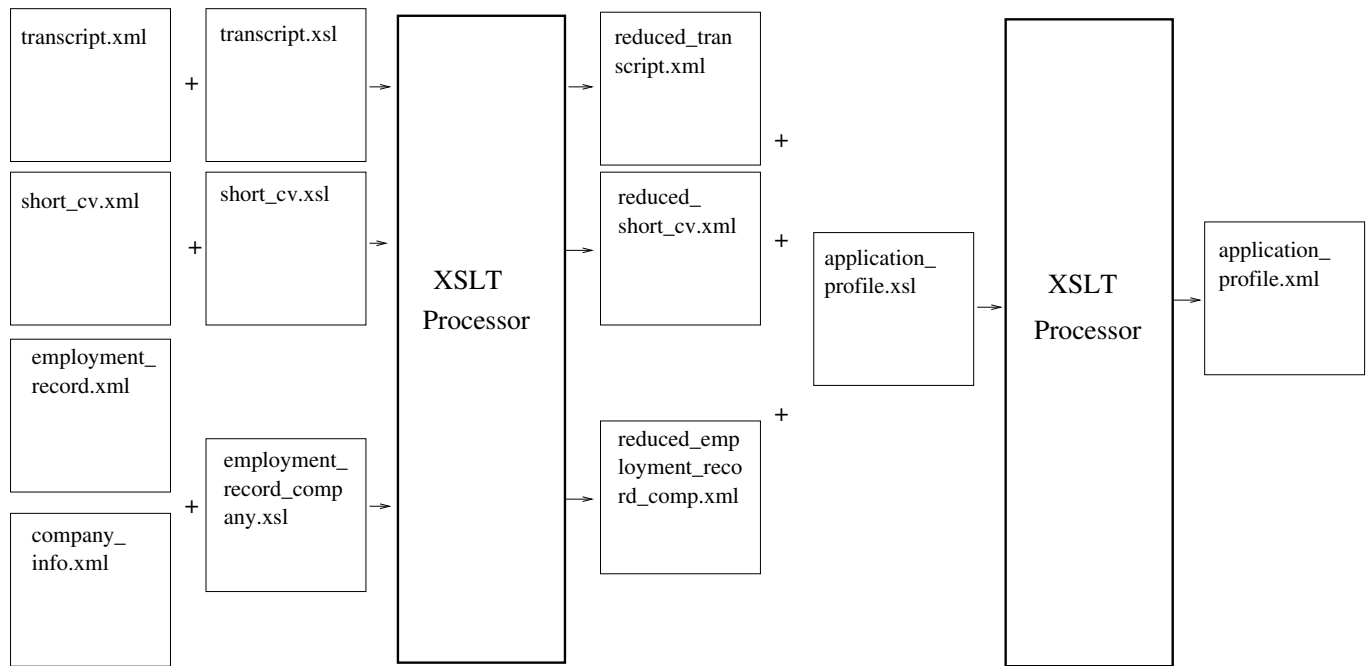 transcript.xml
+
transcript.xsl
reduced_tran
script.xml
+
short_cv.xml
+
short_cv.xsl
reduced_
short_cv.xml
+
employment_
record.xml
company_
info.xml
+
employment_
record_comp
any.xsl
XSLT
Processor
reduced_emp
loyment_reco
rd_comp.xml
+
application_
profile.xsl
XSLT
Processor
application_
profile.xml